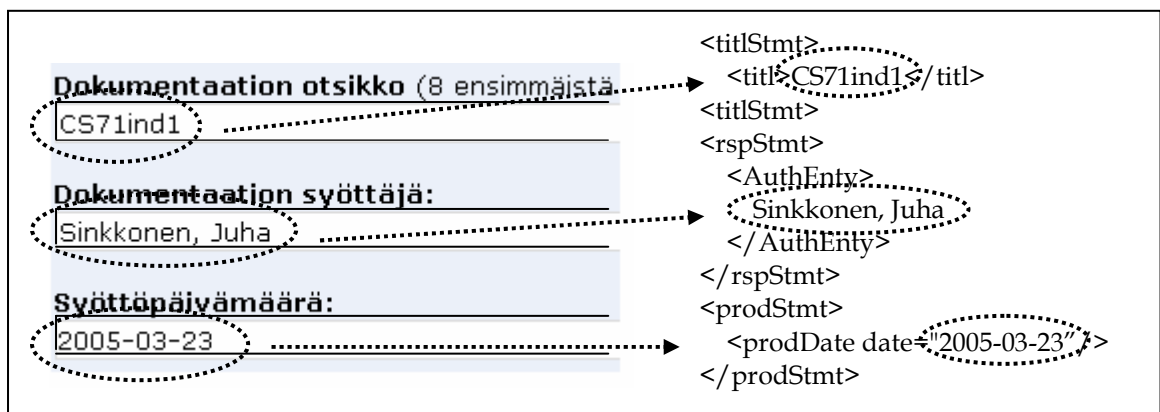 Dokumentaation otsikko (8 ensimmäistä
CS71ind1
Dokumentaation syöttäjä:
Sinkkonen, Juha
Syöttöpäivämäärä:
2005-03-23
<titlStmt>
<titl>CS71ind1</titl>
<titlStmt>
<rspStmt>
<AuthEnty>
Sinkkonen, Juha
</AuthEnty>
</rspStmt>
<prodStmt>
<prodDate date="2005-03-23”/>
</prodStmt>